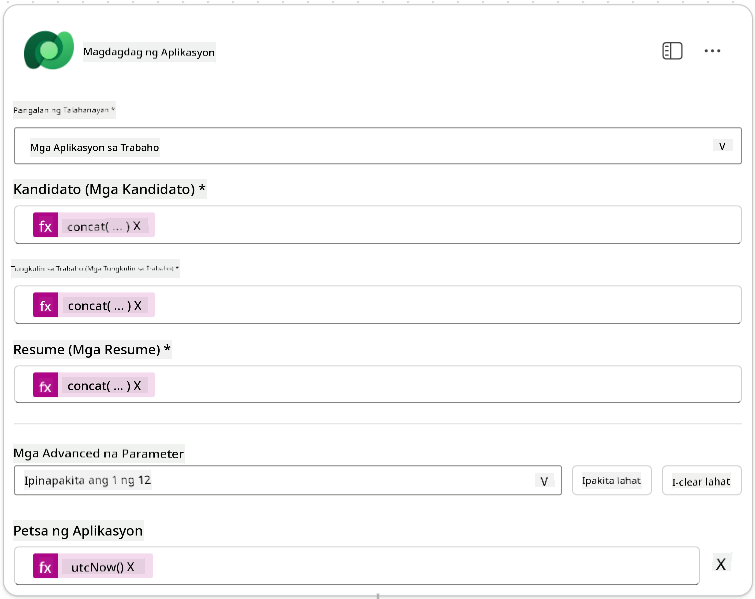 Magdagdag ng Aplikasyon
Pangalan ng Talahanayan *
Mga Aplikasyon sa Trabaho V
Kandidato (Mga Kandidato) *
fx concat( ... ) X
Tungkulin sa Trabaho (Mga Tungkulin sa Trabaho) *
fx concat( ... ) X
Resume (Mga Resume) *
fx concat( ... ) X
Mga Advanced na Parameter
Ipinapakita ang 1 ng 12 V Ipakita lahat I-clear lahat
Petsa ng Aplikasyon
fx utcNow() X X